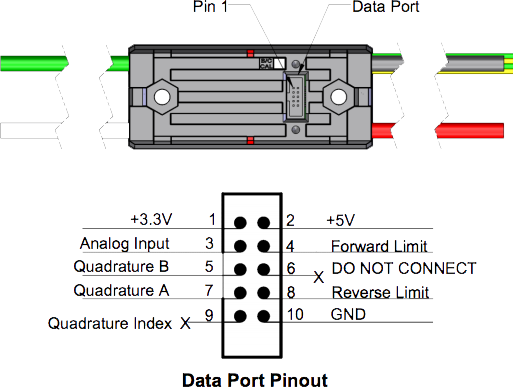 Pin 1 Data Port
B/C
CAL
+3.3V 1 2 +5V
Analog Input 3 4 Forward Limit
Quadrature B 5 6 X DO NOT CONNECT
Quadrature A 7 8 Reverse Limit
Quadrature Index X 9 10 GND
Data Port Pinout